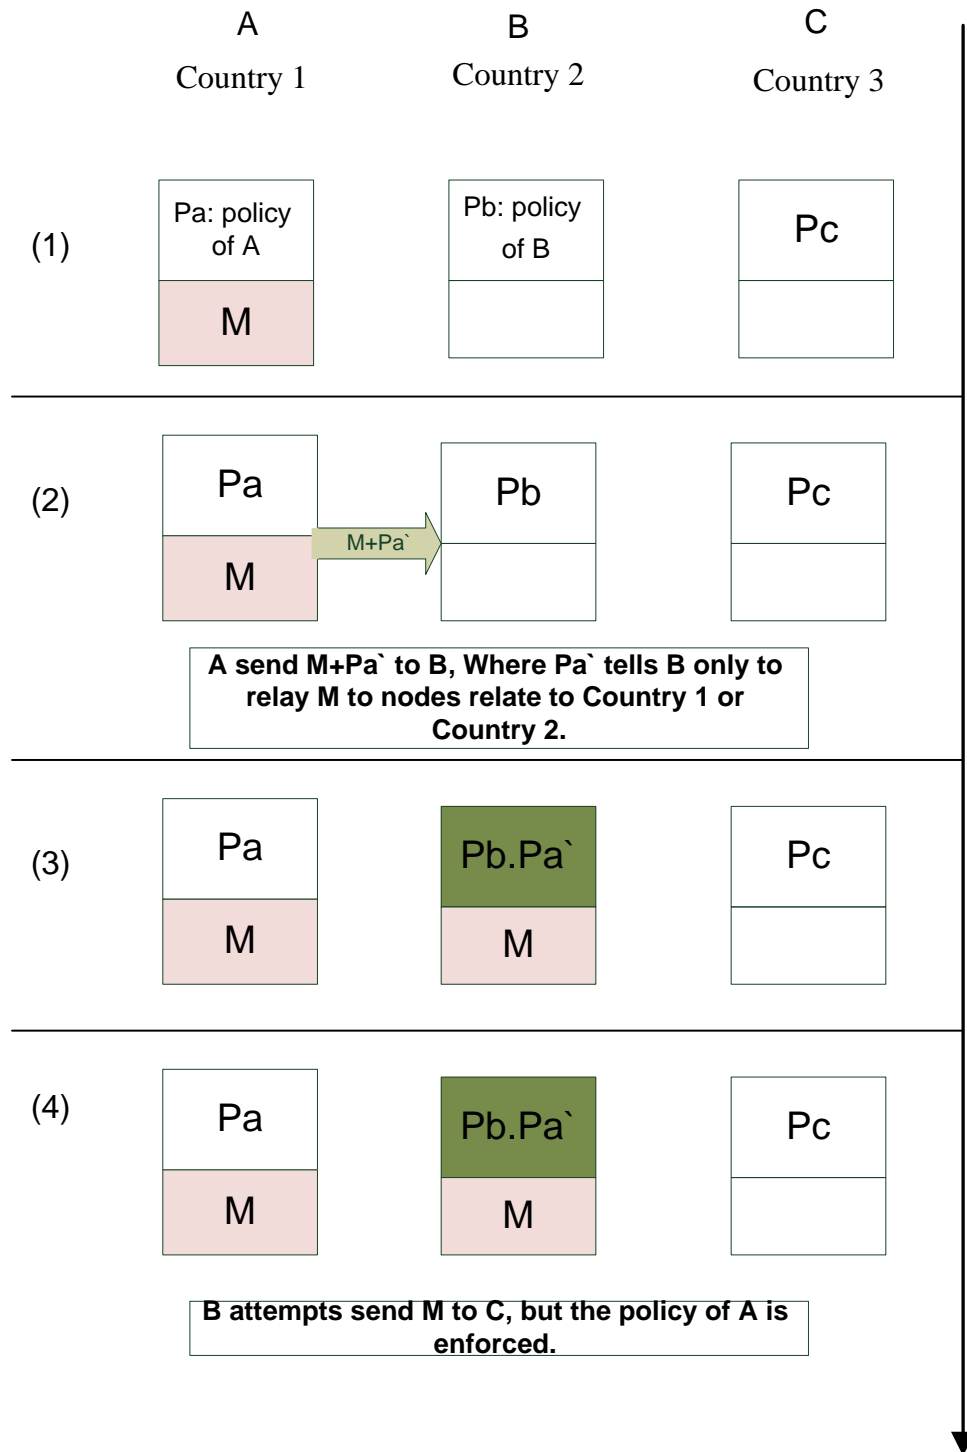 A
B
C
Country 1
Country 2
Country 3
(1)
Pa: policy
of A
M
Pb: policy
of B
Pc
(2)
Pa
M
M+Pa`
Pb
Pc
A send M+Pa` to B, Where Pa` tells B only to
relay M to nodes relate to Country 1 or
Country 2.
(3)
Pa
M
Pb.Pa`
M
Pc
(4)
Pa
M
Pb.Pa`
M
Pc
B attempts send M to C, but the policy of A is
enforced.